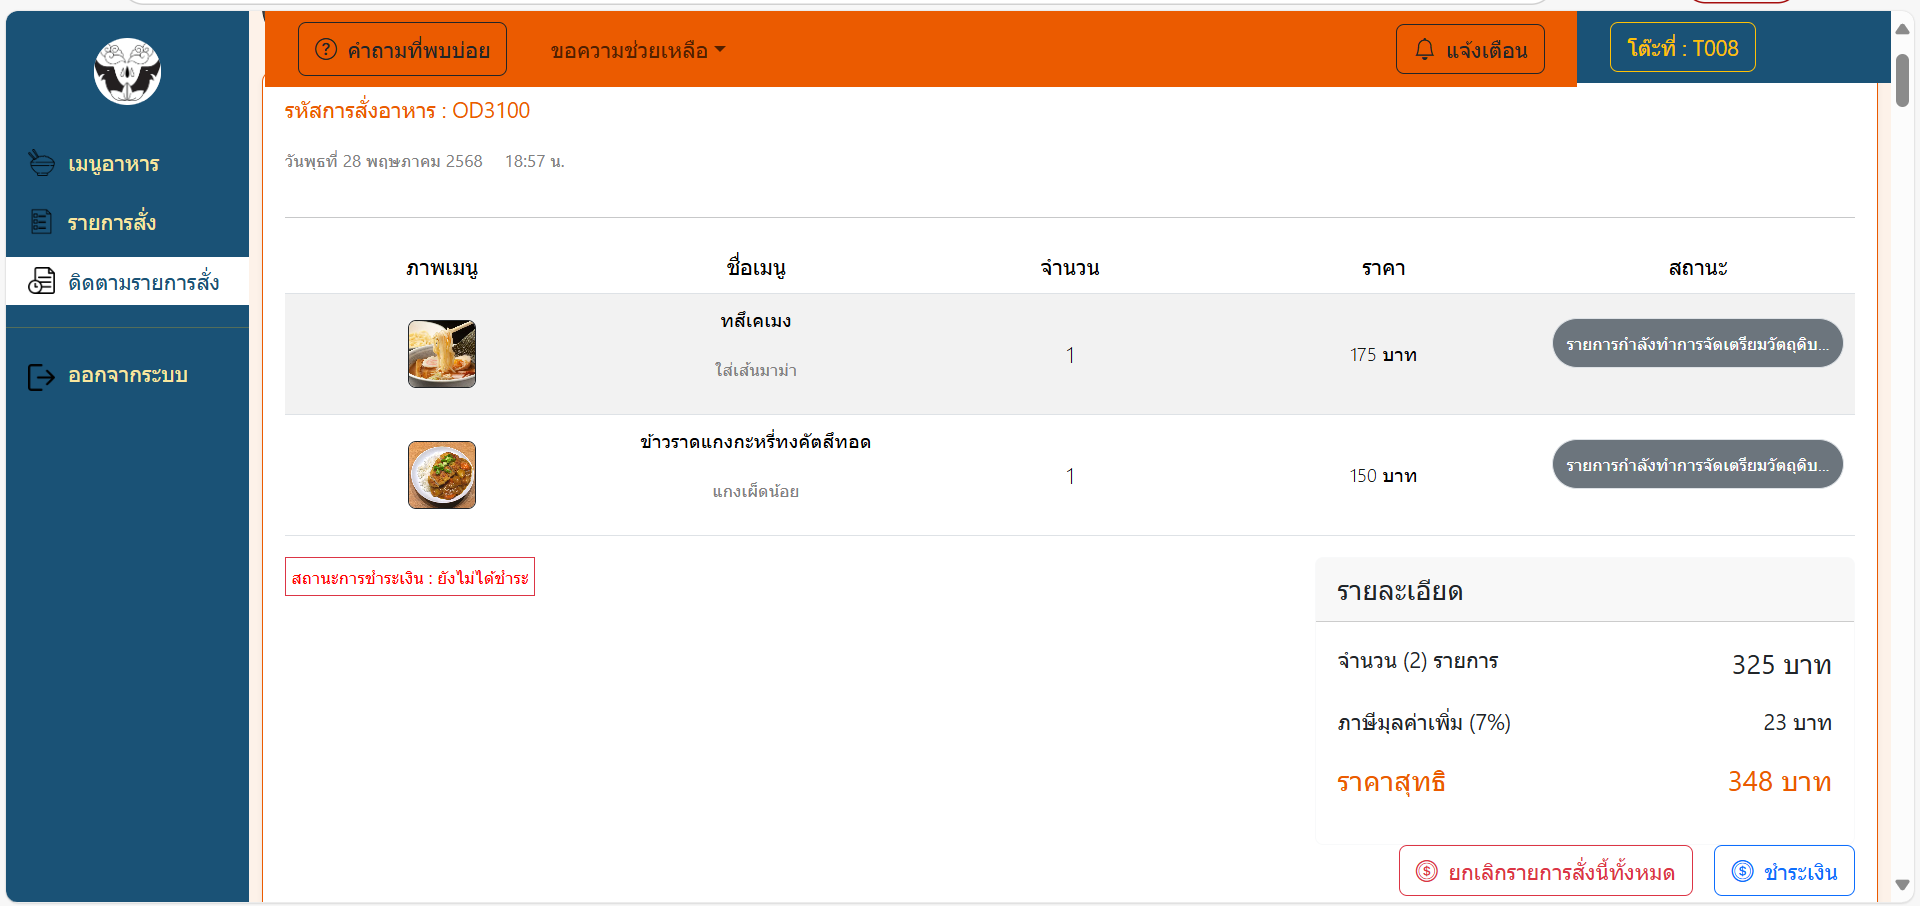 คำถามที่พบบ่อย
ขอความช่วยเหลือ
แจ้งเตือน
โต๊ะที่ : T008
เมนูอาหาร
รายการสั่ง
ติดตามรายการสั่ง
ออกจากระบบ
รหัสการสั่งอาหาร : OD3100
วันพุธที่ 28 พฤษภาคม 2568 18:57 น.
ภาพเมนู ชื่อเมนู จำนวน ราคา สถานะ
ทสึเคเมง
ใส่เส้นมาม่า
1
175 บาท
รายการกำลังทำการจัดเตรียมวัตถุดิบ...
ข้าวราดแกงกะหรี่ทงคัตสึทอด
แกงเผ็ดน้อย
1
150 บาท
รายการกำลังทำการจัดเตรียมวัตถุดิบ...
สถานะการชำระเงิน : ยังไม่ได้ชำระ
รายละเอียด
จำนวน (2) รายการ 325 บาท
ภาษีมูลค่าเพิ่ม (7%) 23 บาท
ราคาสุทธิ 348 บาท
ยกเลิกรายการสั่งนี้ทั้งหมด
ชำระเงิน